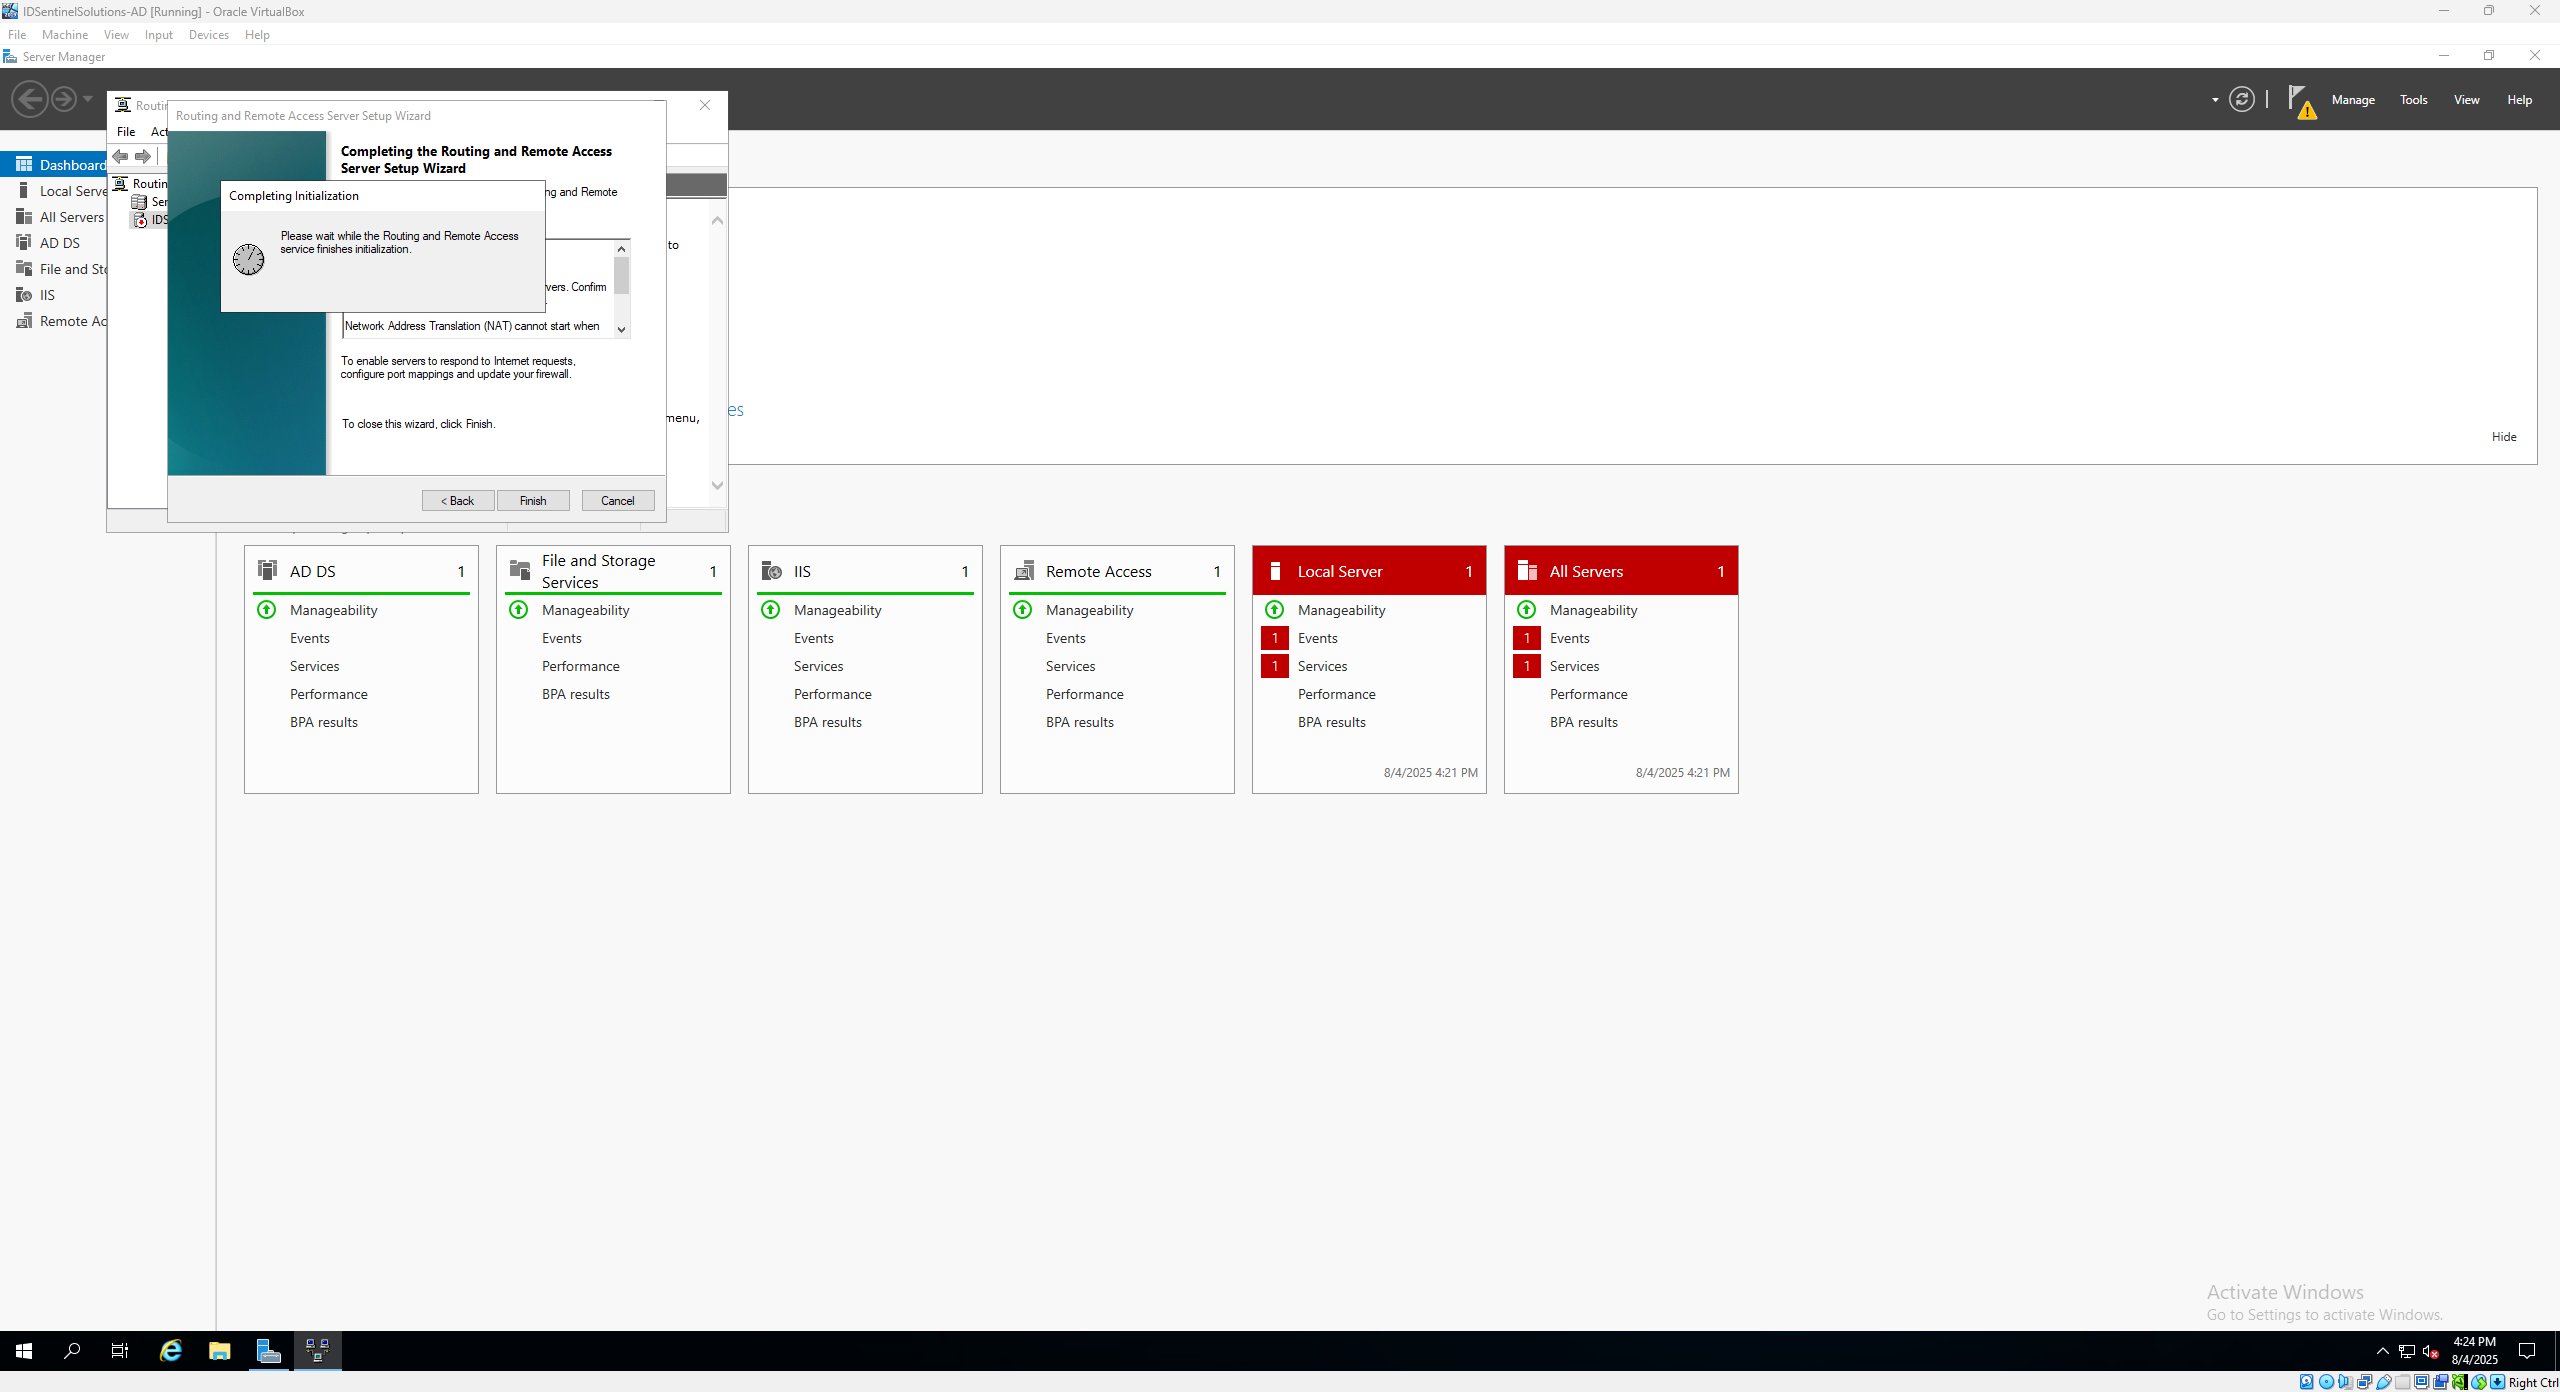 IDSentinelSolutions-AD [Running] - Oracle VirtualBox
File Machine View Input Devices Help
Server Manager
Manage Tools View Help
Routin
Routing and Remote Access Server Setup Wizard
File Act
Completing the Routing and Remote Access
Server Setup Wizard
Dashboard
Local Serve
All Servers
AD DS
File and Sto
IIS
Remote Ac
Routin
Ser
IDS
ng and Remote
Completing Initialization
Please wait while the Routing and Remote Access
service finishes initialization.
to
vers. Confirm
Network Address Translation (NAT) cannot start when
To enable servers to respond to Internet requests,
configure port mappings and update your firewall.
es
menu,
To close this wizard, click Finish.
Hide
< Back Finish Cancel
AD DS 1
Manageability
Events
Services
Performance
BPA results
File and Storage
Services 1
Manageability
Events
Performance
BPA results
IIS 1
Manageability
Events
Services
Performance
BPA results
Remote Access 1
Manageability
Events
Services
Performance
BPA results
Local Server 1
Manageability
1 Events
1 Services
Performance
BPA results
8/4/2025 4:21 PM
All Servers 1
Manageability
1 Events
1 Services
Performance
BPA results
8/4/2025 4:21 PM
Activate Windows
Go to Settings to activate Windows.
4:24 PM
8/4/2025
Right Ctrl